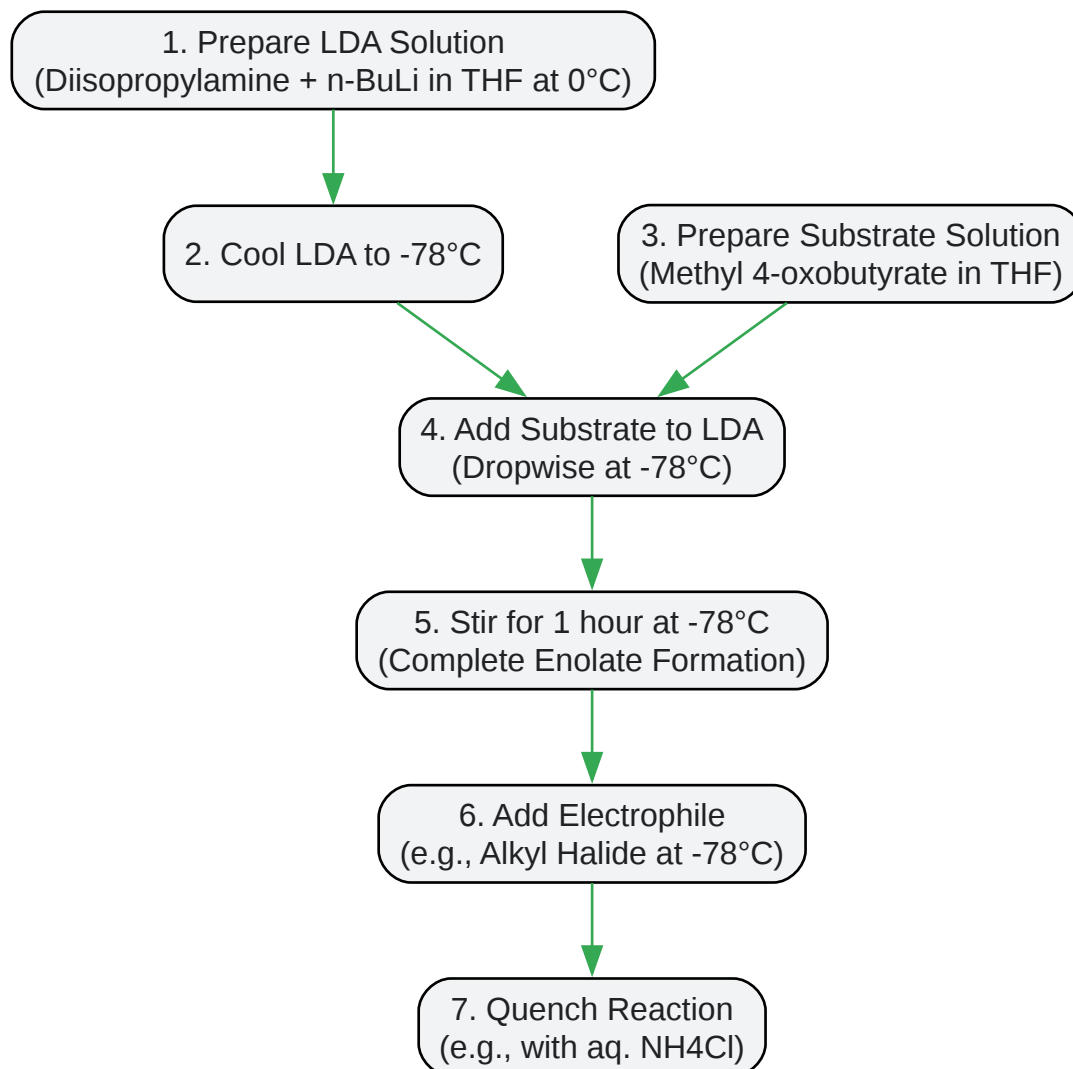 1. Prepare LDA Solution
(Diisopropylamine + n-BuLi in THF at 0°C)
2. Cool LDA to -78°C
3. Prepare Substrate Solution
(Methyl 4-oxobutyrate in THF)
4. Add Substrate to LDA
(Dropwise at -78°C)
5. Stir for 1 hour at -78°C
(Complete Enolate Formation)
6. Add Electrophile
(e.g., Alkyl Halide at -78°C)
7. Quench Reaction
(e.g., with aq. NH4Cl)